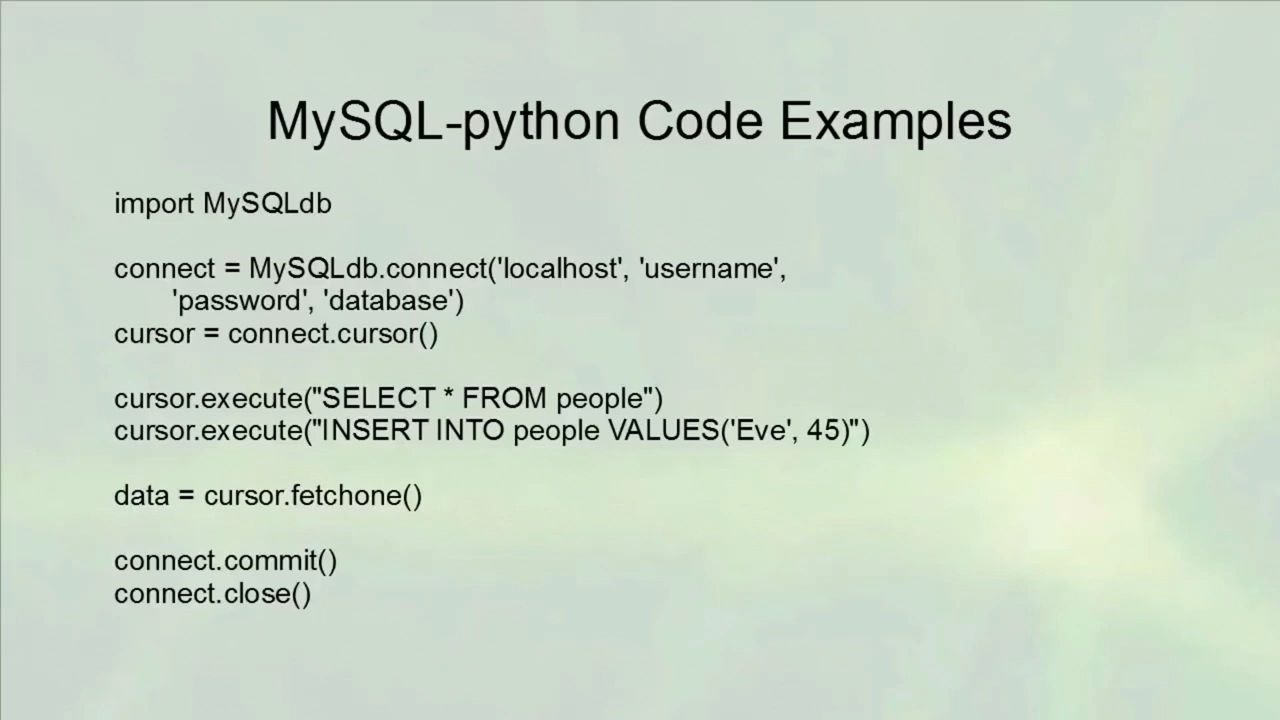 MySQL-python Code Examples
import MySQLdb
connect = MySQLdb.connect('localhost', 'username',
'password', 'database')
cursor = connect.cursor()
cursor.execute("SELECT * FROM people")
cursor.execute("INSERT INTO people VALUES('Eve', 45)")
data = cursor.fetchone()
connect.commit()
connect.close()